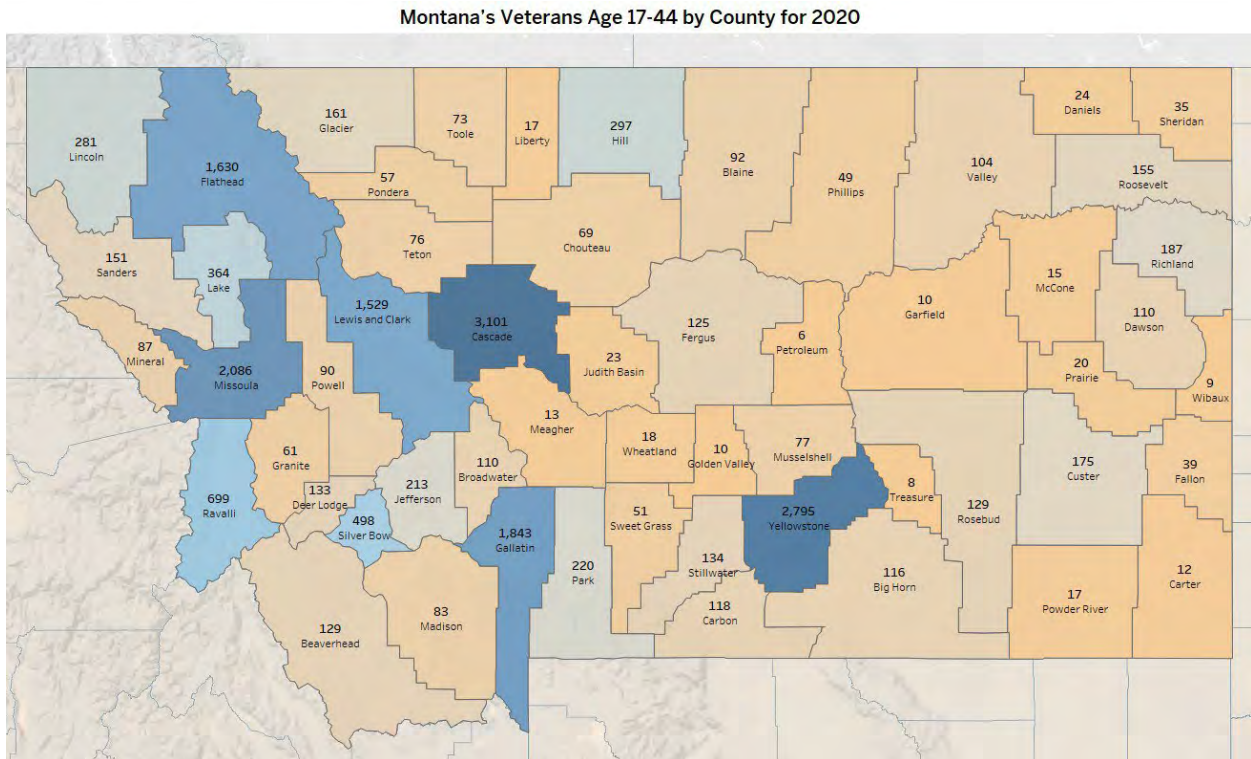 Montana's Veterans Age 17-44 by County for 2020
281
Lincoln
1,630
Flathead
161
Glacier
73
Toole
17
Liberty
297
Hill
92
Blaine
49
Phillips
104
Valley
24
Daniels
35
Sheridan
155
Roosevelt
57
Pondera
76
Teton
69
Chouteau
151
Sanders
364
Lake
187
Richland
15
McCone
110
Dawson
10
Garfield
1,529
Lewis and Clark
3,101
Cascade
125
Fergus
6
Petroleum
87
Mineral
2,086
Missoula
90
Powell
23
Judith Basin
20
Prairie
9
Wibaux
13
Meagher
18
Wheatland
10
Golden Valley
77
Musselshell
61
Granite
110
Broadwater
213
Jefferson
133
Deer Lodge
699
Ravalli
498
Silver Bow
8
Treasure
129
Rosebud
175
Custer
39
Fallon
1,843
Gallatin
51
Sweet Grass
2,795
Yellowstone
220
Park
134
Stillwater
118
Carbon
116
Big Horn
17
Powder River
12
Carter
83
Madison
129
Beaverhead